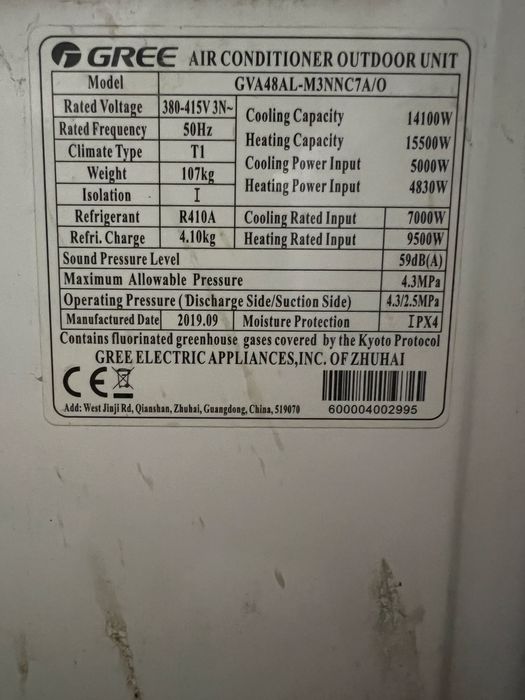 GREE AIR CONDITIONER OUTDOOR UNIT
Model GVA48AL-M3NNC7A/O
Rated Voltage 380-415V 3N~
Rated Frequency 50Hz
Climate Type T1
Weight 107kg
Isolation I
Cooling Capacity 14100W
Heating Capacity 15500W
Cooling Power Input 5000W
Heating Power Input 4830W
Refrigerant R410A Cooling Rated Input 7000W
Refri. Charge 4.10kg Heating Rated Input 9500W
Sound Pressure Level 59dB(A)
Maximum Allowable Pressure 4.3MPa
Operating Pressure (Discharge Side/Suction Side) 4.3/2.5MPa
Manufactured Date 2019.09 Moisture Protection IPX4
Contains fluorinated greenhouse gases covered by the Kyoto Protocol
GREE ELECTRIC APPLIANCES,INC. OF ZHUHAI
CE
Add: West Jinji Rd, Qianshan, Zhuhai, Guangdong, China, 519070
600004002995